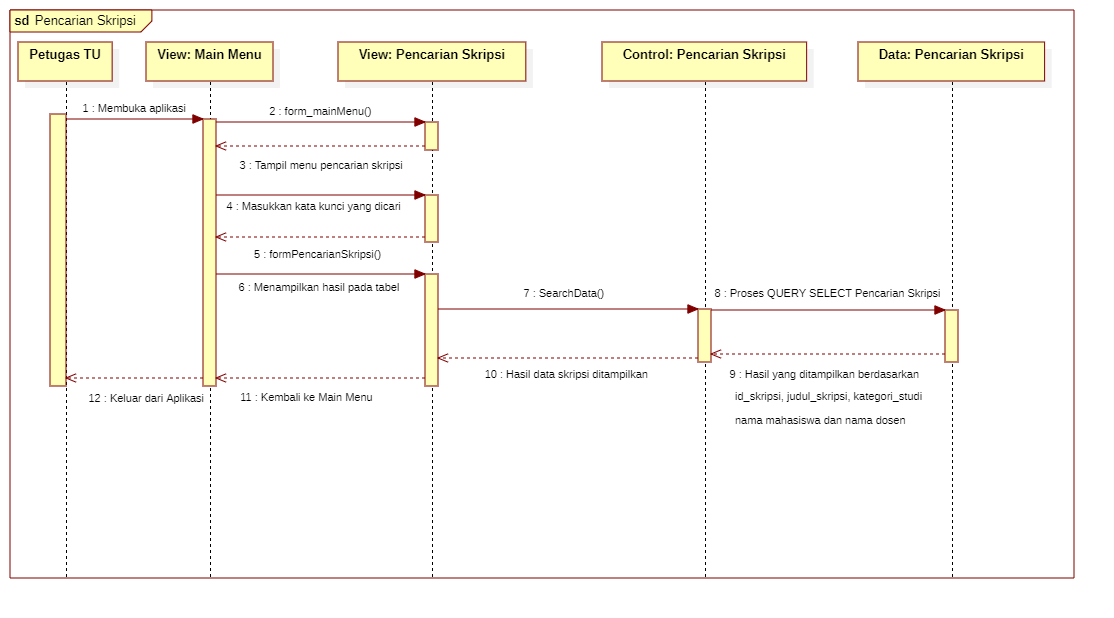 sd Pencarian Skripsi
Petugas TU
View: Main Menu
View: Pencarian Skripsi
Control: Pencarian Skripsi
Data: Pencarian Skripsi
1 : Membuka aplikasi
2 : form_mainMenu()
3 : Tampil menu pencarian skripsi
4 : Masukkan kata kunci yang dicari
5 : formPencarianSkripsi()
6 : Menampilkan hasil pada tabel
7 : SearchData()
8 : Proses QUERY SELECT Pencarian Skripsi
9 : Hasil yang ditampilkan berdasarkan
id_skripsi, judul_skripsi, kategori_studi
nama mahasiswa dan nama dosen
10 : Hasil data skripsi ditampilkan
11 : Kembali ke Main Menu
12 : Keluar dari Aplikasi